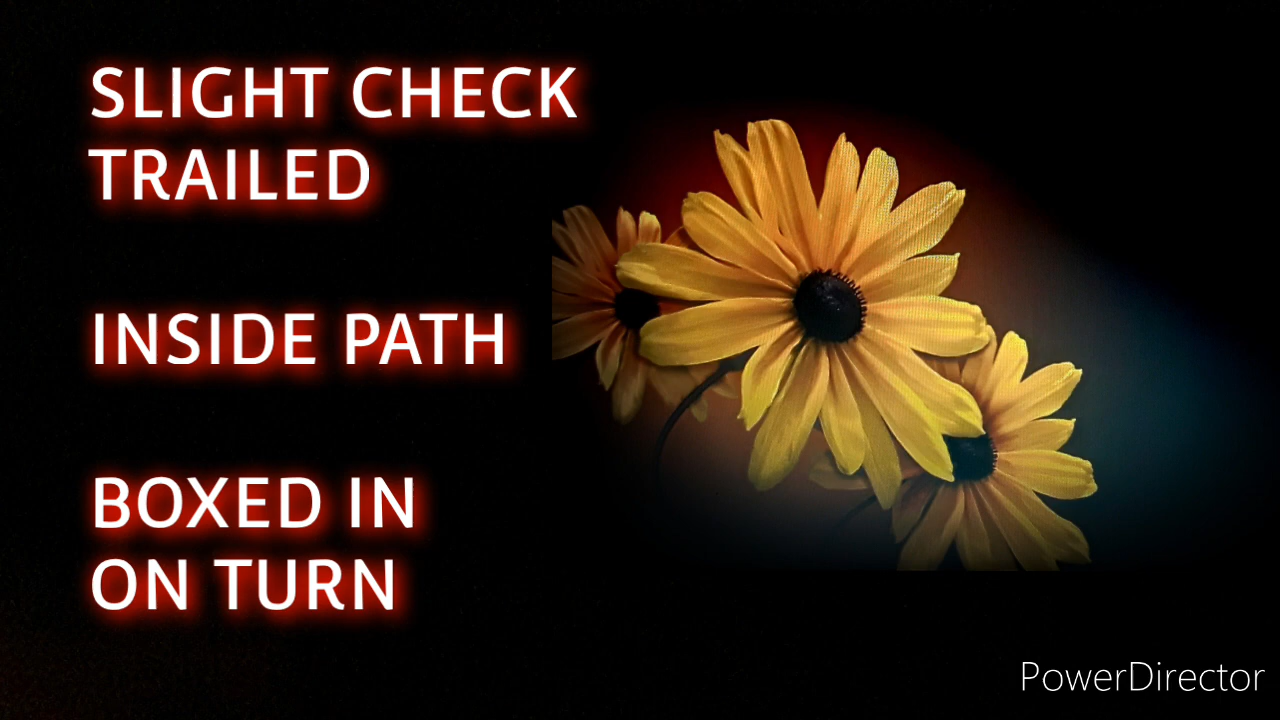 SLIGHT CHECK
TRAILED
INSIDE PATH
BOXED IN
ON TURN
PowerDirector